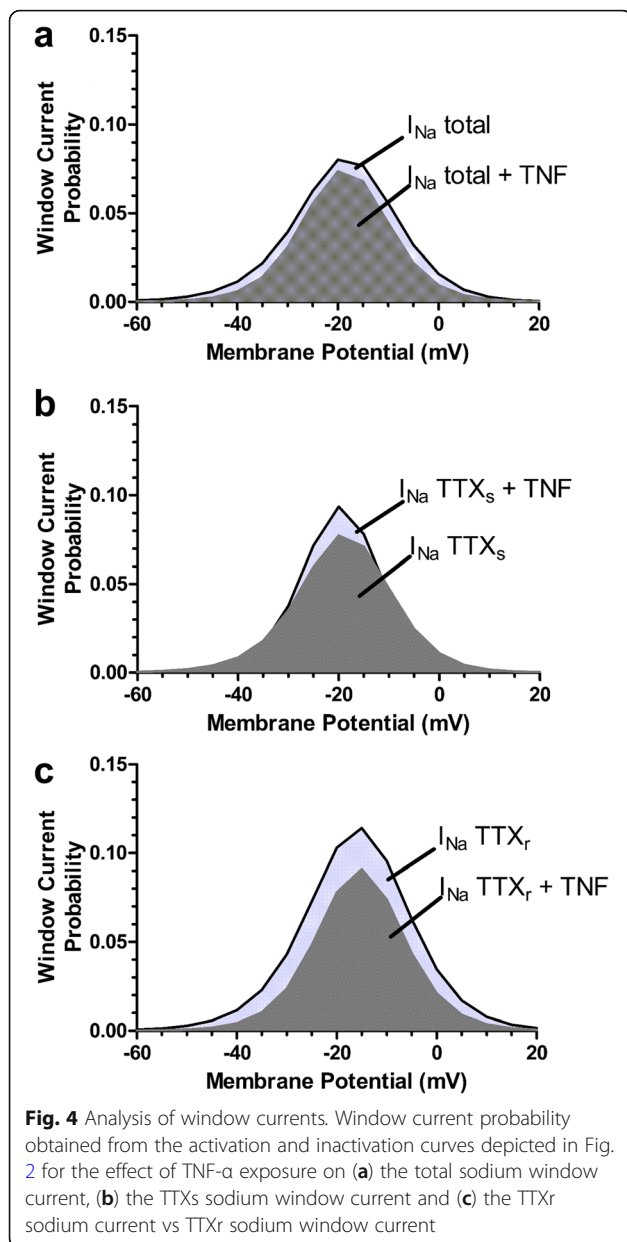 a
0.15
0.10
0.05
0.00
Window Current
Probability
I_Na total
I_Na total + TNF
-60 -40 -20 0 20
Membrane Potential (mV)
b
0.15
0.10
0.05
0.00
Window Current
Probability
I_Na TTX_s + TNF
I_Na TTX_s
-60 -40 -20 0 20
Membrane Potential (mV)
c
0.15
0.10
0.05
0.00
Window Current
Probability
I_Na TTX_r
I_Na TTX_r + TNF
-60 -40 -20 0 20
Membrane Potential (mV)
Fig. 4 Analysis of window currents. Window current probability
obtained from the activation and inactivation curves depicted in Fig.
2 for the effect of TNF-α exposure on (a) the total sodium window
current, (b) the TTXs sodium window current and (c) the TTXr
sodium current vs TTXr sodium window current